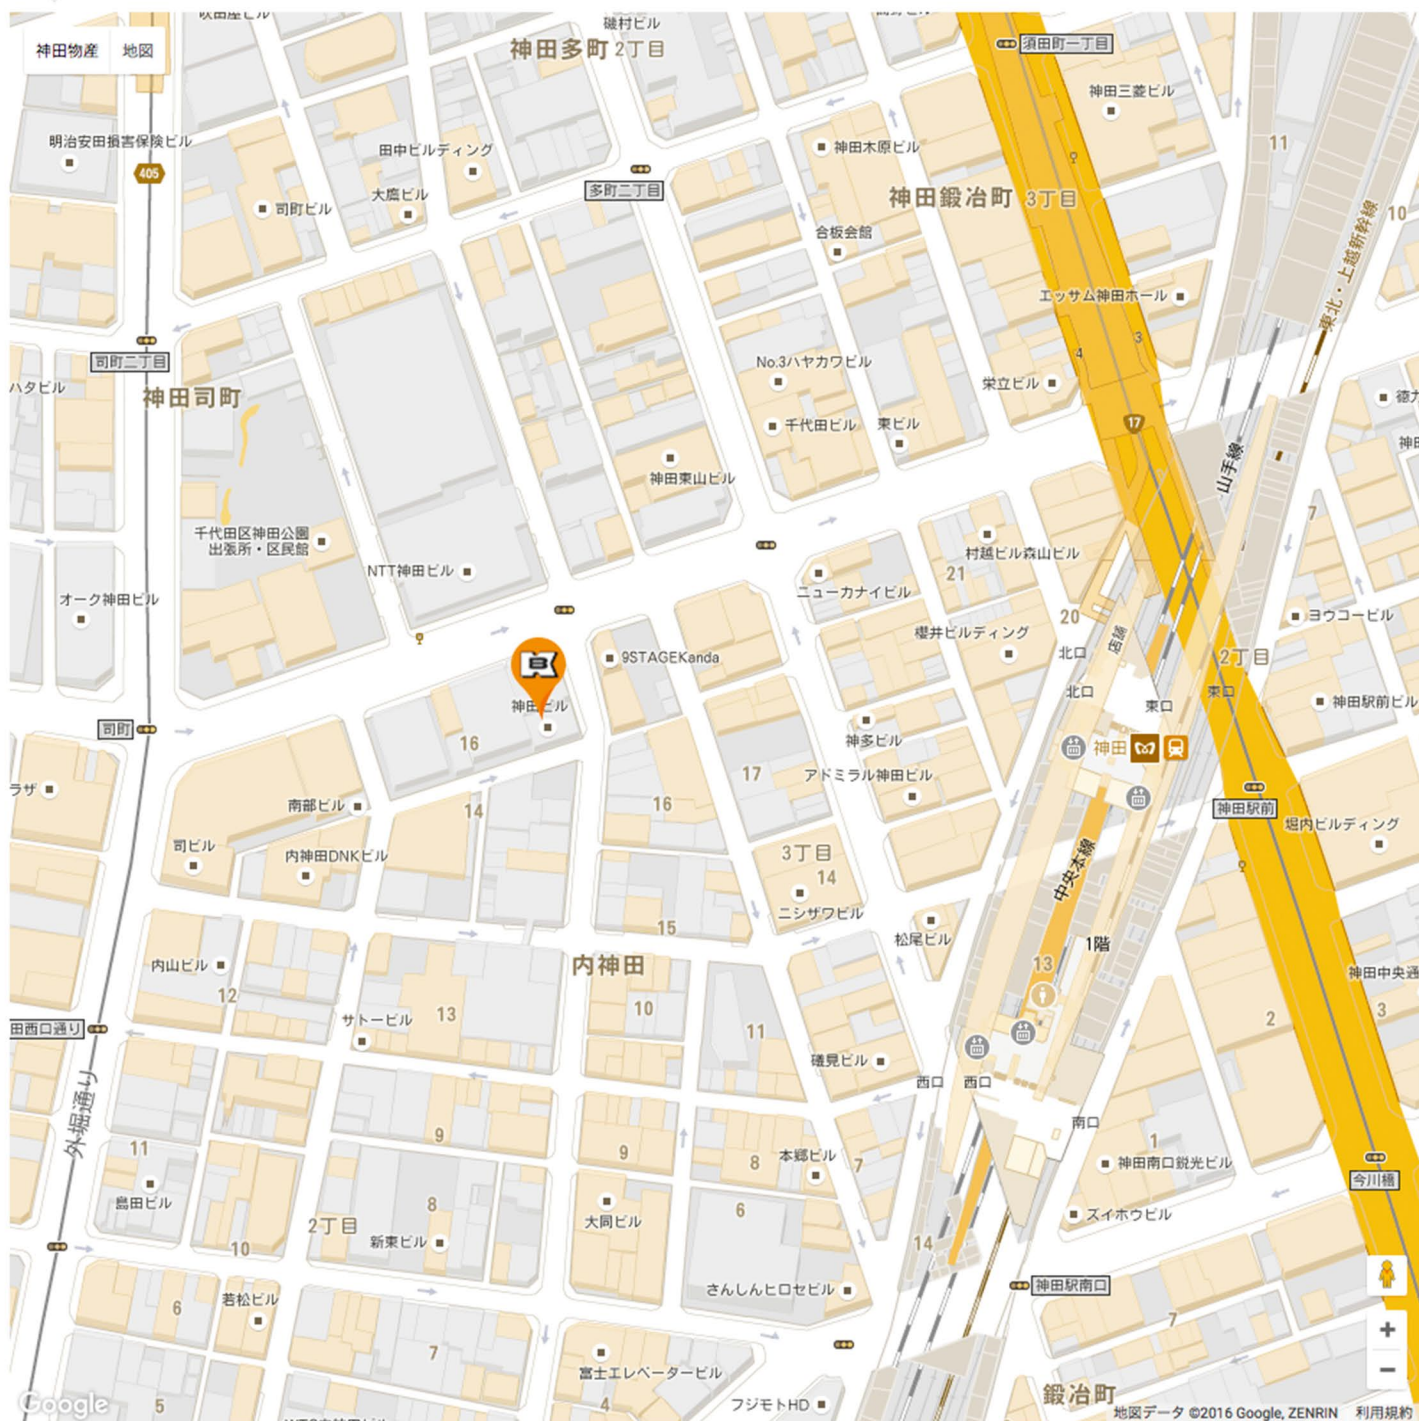 磯村ビル
神田多町 2丁目
須田町一丁目
神田物産
地図
神田三菱ビル
明治安田損害保険ビル
田中ビルディング
神田木原ビル
11
405
大鷹ビル
多町二丁目
神田鍛冶町 3丁目
司町ビル
合板会館
10
東北・上越新幹線
エッサム神田ホール
司町二丁目
4
3
No.3ハヤカワビル
栄立ビル
ハタビル
神田司町
千代田ビル
東ビル
17
山手線
神田東山ビル
千代田区神田公園
出張所・区民館
7
NTT神田ビル
村越ビル森山ビル
21
ニューカナイビル
オーク神田ビル
20
ヨウコービル
櫻井ビルディング
店舗
9STAGEKanda
北口
2丁目
北口
東口
神田ビル
東口
神田駅前ビル
司町
16
神多ビル
神田
17
アドミラル神田ビル
ラザ
南部ビル
14
16
神田駅前
堀内ビルディング
司ビル
内神田DNKビル
3丁目
14
中央本線
ニシザワビル
15
松尾ビル
1階
内山ビル
内神田
13
神田中央通
12
サトービル
13
10
11
2
3
田西口通り
礒見ビル
西口
西口
外堀通り
南口
9
9
8
本郷ビル
7
1
神田南口鋭光ビル
11
今川橋
島田ビル
8
大同ビル
6
ズイホウビル
2丁目
新東ビル
10
14
さんしんヒロセビル
神田駅南口
6
若松ビル
7
7
富士エレベータービル
鍛冶町
5
4
フジモトHD
Google
地図データ ©2016 Google, ZENRIN
利用規約